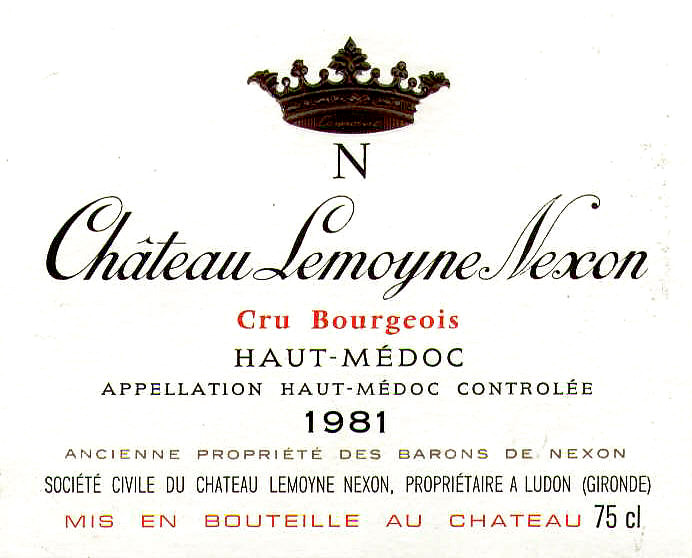 N
Château Lemoyne Nexon
Cru Bourgeois
HAUT-MÉDOC
APPELLATION HAUT-MÉDOC CONTROLÉE
1981
ANCIENNE PROPRIÉTÉ DES BARONS DE NEXON
SOCIÉTÉ CIVILE DU CHATEAU LEMOYNE NEXON, PROPRIÉTAIRE A LUDON (GIRONDE)
MIS EN BOUTEILLE AU CHATEAU 75 cl